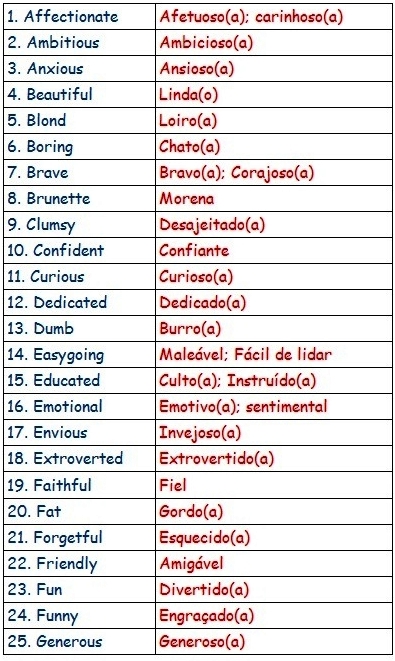 1. Affectionate Afetuoso(a); carinhoso(a)
2. Ambitious Ambicioso(a)
3. Anxious Ansioso(a)
4. Beautiful Linda(o)
5. Blond Loiro(a)
6. Boring Chato(a)
7. Brave Bravo(a); Corajoso(a)
8. Brunette Morena
9. Clumsy Desajeitado(a)
10. Confident Confiante
11. Curious Curioso(a)
12. Dedicated Dedicado(a)
13. Dumb Burro(a)
14. Easygoing Maleável; Fácil de lidar
15. Educated Culto(a); Instruído(a)
16. Emotional Emotivo(a); sentimental
17. Envious Invejoso(a)
18. Extroverted Extrovertido(a)
19. Faithful Fiel
20. Fat Gordo(a)
21. Forgetful Esquecido(a)
22. Friendly Amigável
23. Fun Divertido(a)
24. Funny Engraçado(a)
25. Generous Generoso(a)